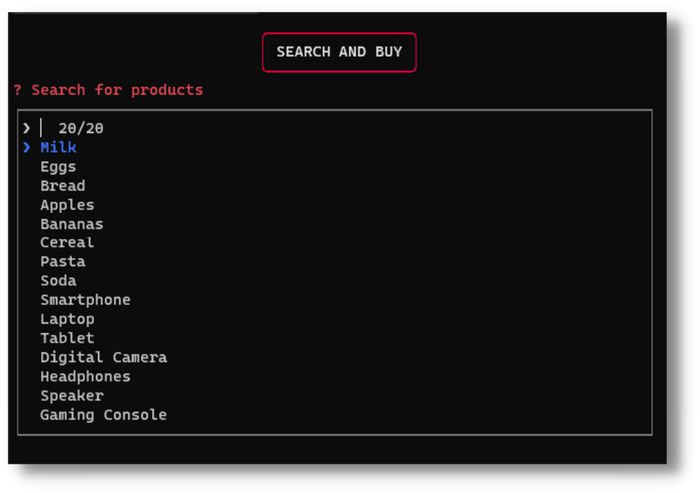 SEARCH AND BUY
? Search for products
❯ 20/20
❯ Milk
Eggs
Bread
Apples
Bananas
Cereal
Pasta
Soda
Smartphone
Laptop
Tablet
Digital Camera
Headphones
Speaker
Gaming Console